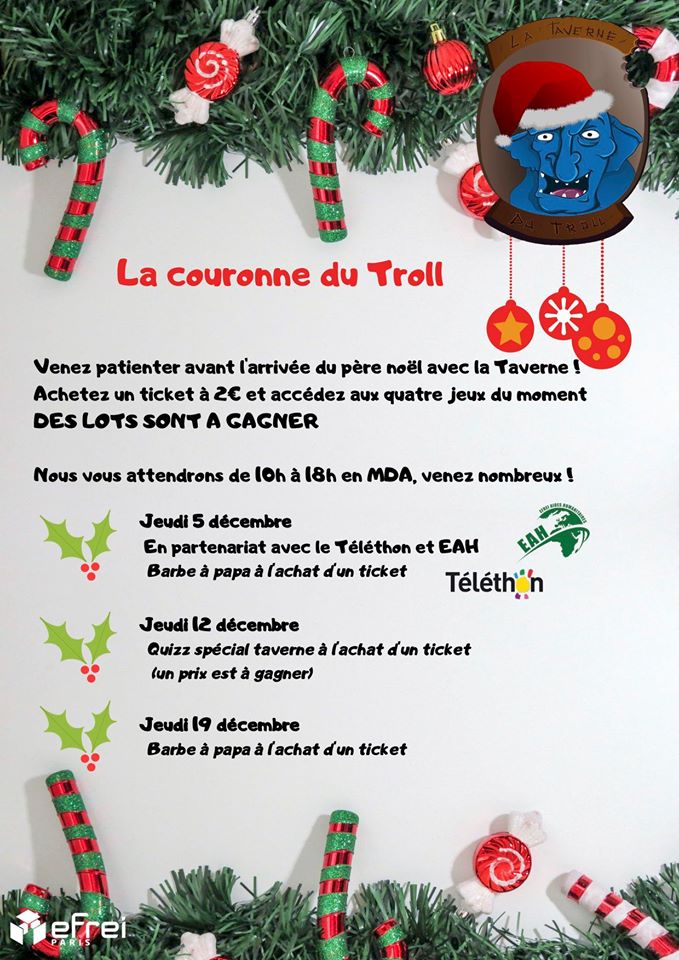 LA TAVERNE
DU TROLL
La couronne du Troll
Venez patienter avant l'arrivée du père noël avec la Taverne !
Achetez un ticket à 2€ et accédez aux quatre jeux du moment
DES LOTS SONT A GAGNER
Nous vous attendrons de 10h à 18h en MDA, venez nombreux !
Jeudi 5 décembre
En partenariat avec le Téléthon et EAH
Barbe à papa à l'achat d'un ticket
EFREI AIDES HUMANITAIRES
EAH
Téléthon
Jeudi 12 décembre
Quizz spécial taverne à l'achat d'un ticket
(un prix est à gagner)
Jeudi 19 décembre
Barbe à papa à l'achat d'un ticket
efrei
PARIS